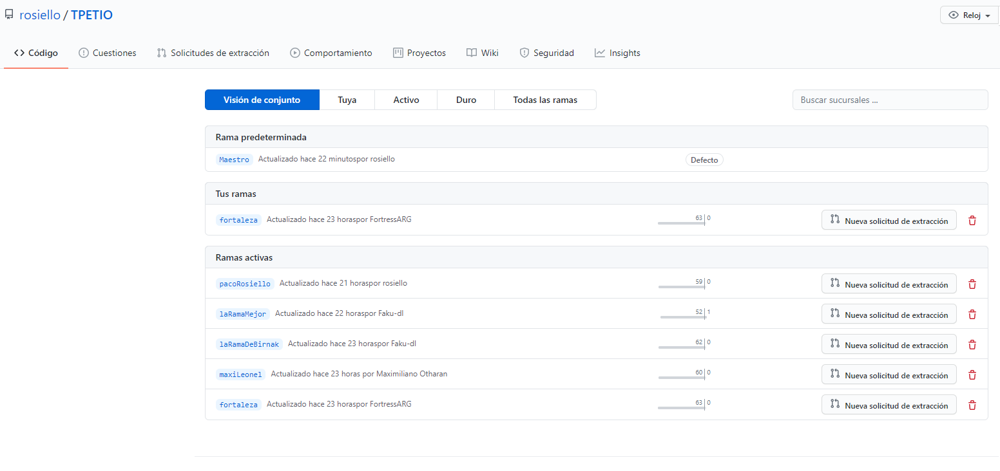 rosiello / TPETIO
Reloj
Código Cuestiones Solicitudes de extracción Comportamiento Proyectos Wiki Seguridad Insights
Visión de conjunto Tuya Activo Duro Todas las ramas Buscar sucursales ...
Rama predeterminada
Maestro Actualizado hace 22 minutospor rosiello Defecto
Tus ramas
fortaleza Actualizado hace 23 horaspor FortressARG 63 0 Nueva solicitud de extracción
Ramas activas
pacoRosiello Actualizado hace 21 horaspor rosiello 59 0 Nueva solicitud de extracción
laRamaMejor Actualizado hace 22 horaspor Faku-dl 52 1 Nueva solicitud de extracción
laRamaDeBirnak Actualizado hace 23 horaspor Faku-dl 62 0 Nueva solicitud de extracción
maxiLeonel Actualizado hace 23 horas por Maximiliano Otharan 60 0 Nueva solicitud de extracción
fortaleza Actualizado hace 23 horaspor FortressARG 63 0 Nueva solicitud de extracción